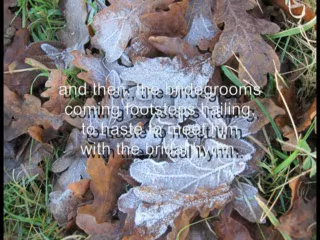 and then, the bridegrooms
coming footsteps hailing,
to haste to meet him
with the bridal hymn.